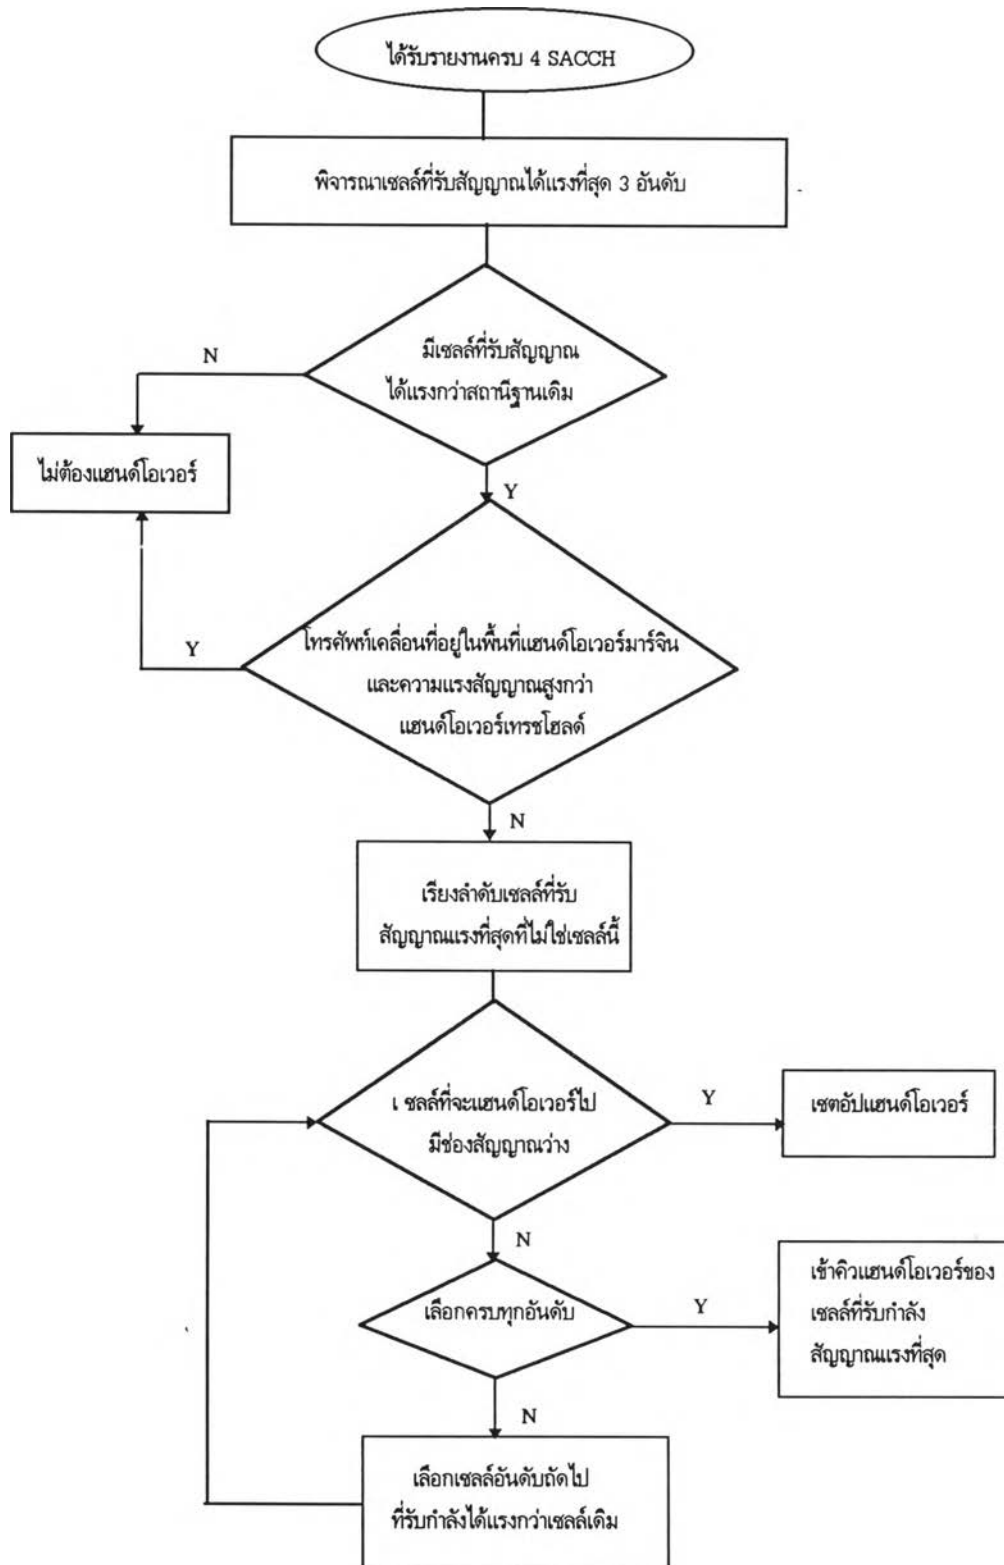 ได้รับรายงานครบ 4 SACCH
พิจารณาเซลล์ที่รับสัญญาณได้แรงที่สุด 3 อันดับ
มีเซลล์ที่รับสัญญาณ
ได้แรงกว่าสถานีฐานเดิม
N
ไม่ต้องแฮนด์โอเวอร์
Y
โทรศัพท์เคลื่อนที่อยู่ในพื้นที่แฮนด์โอเวอร์มาร์จิน
และความแรงสัญญาณสูงกว่า
แฮนด์โอเวอร์เทรชโฮลด์
Y
N
เรียงลำดับเซลล์ที่รับ
สัญญาณแรงที่สุดที่ไม่ใช่เซลล์นี้
เ ซลล์ที่จะแฮนด์โอเวอร์ไป
มีช่องสัญญาณว่าง
Y
เซตอัปแฮนด์โอเวอร์
N
เลือกครบทุกอันดับ
Y
เข้าคิวแฮนด์โอเวอร์ของ
เซลล์ที่รับกำลัง
สัญญาณแรงที่สุด
N
เลือกเซลล์อันดับถัดไป
ที่รับกำลังได้แรงกว่าเซลล์เดิม